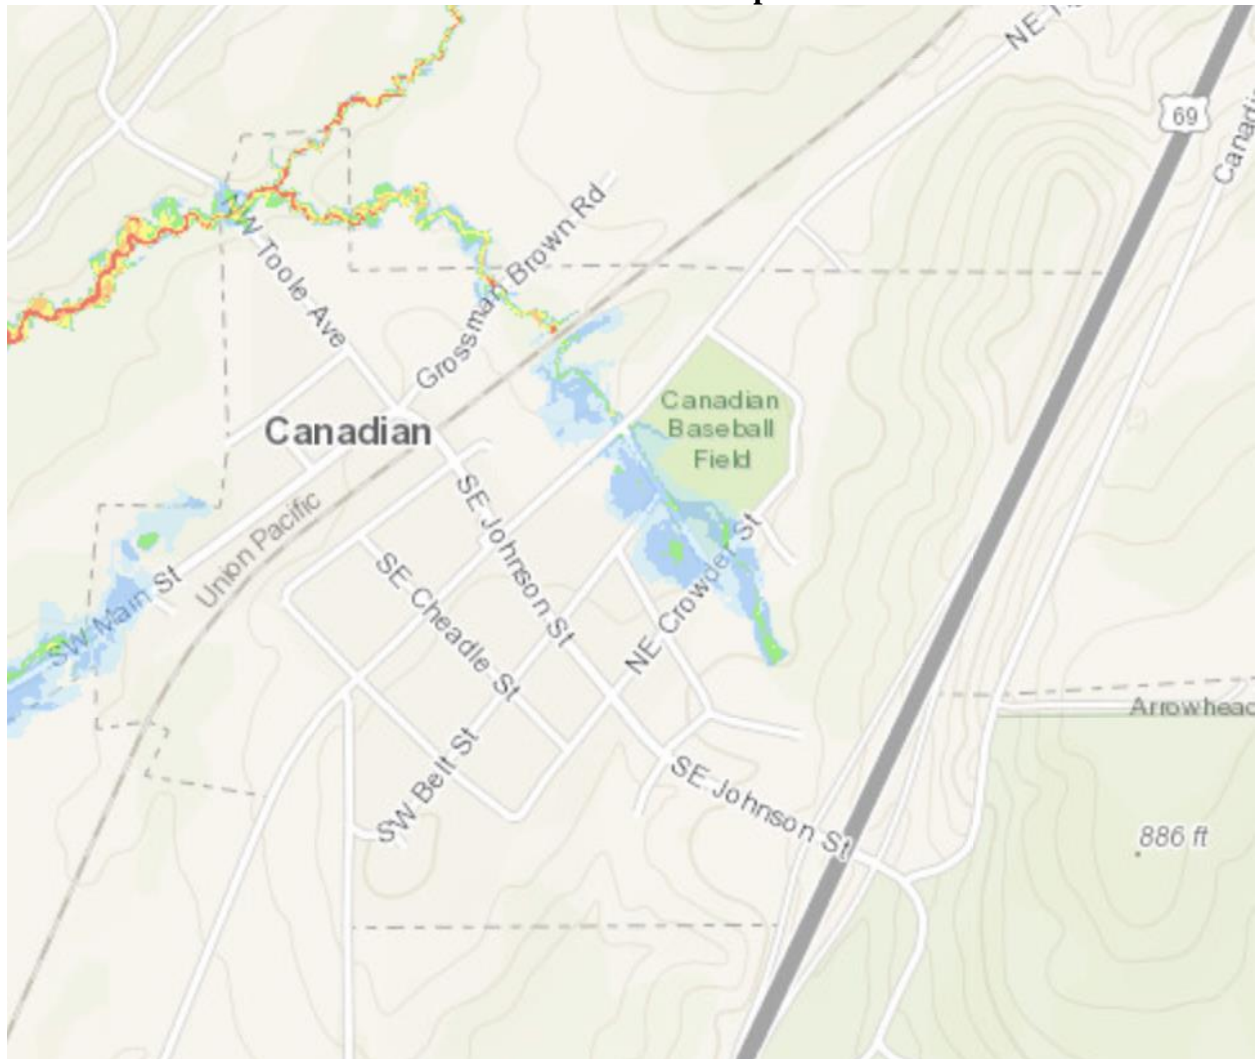 NE
69
NW Toole Ave
Grossman Brown Rd
Canadian
Baseball
Field
Canadian
Union Pacific
SE Johnson St
SE Cheadle St
NE Crowder St
SW Main St
SW Belt St
SE Johnson St
Arrowhead
886 ft